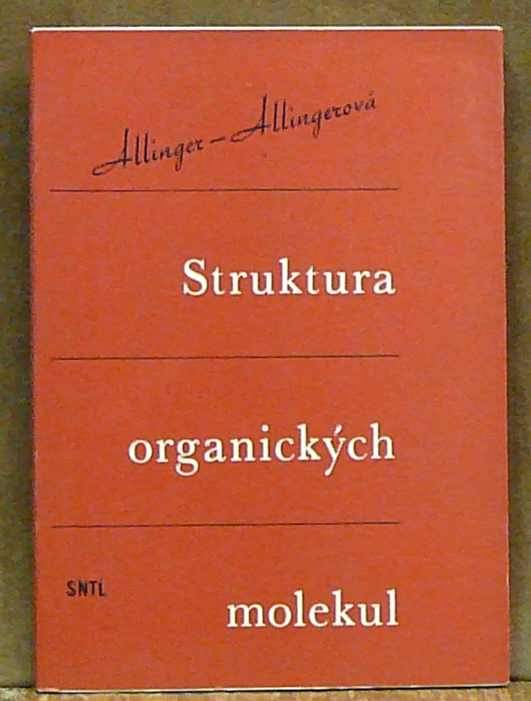 Allinger – Allingerová
Struktura
organických
SNTL
molekul